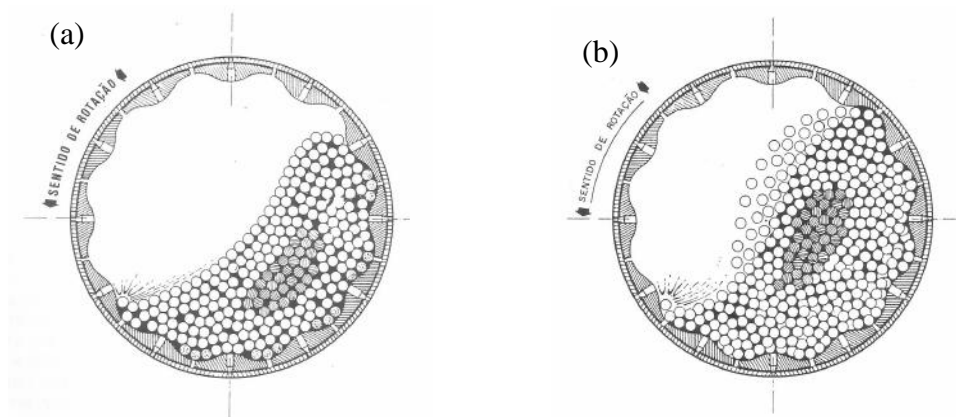 (a)
SENTIDO DE ROTAÇÃO
(b)
SENTIDO DE ROTAÇÃO